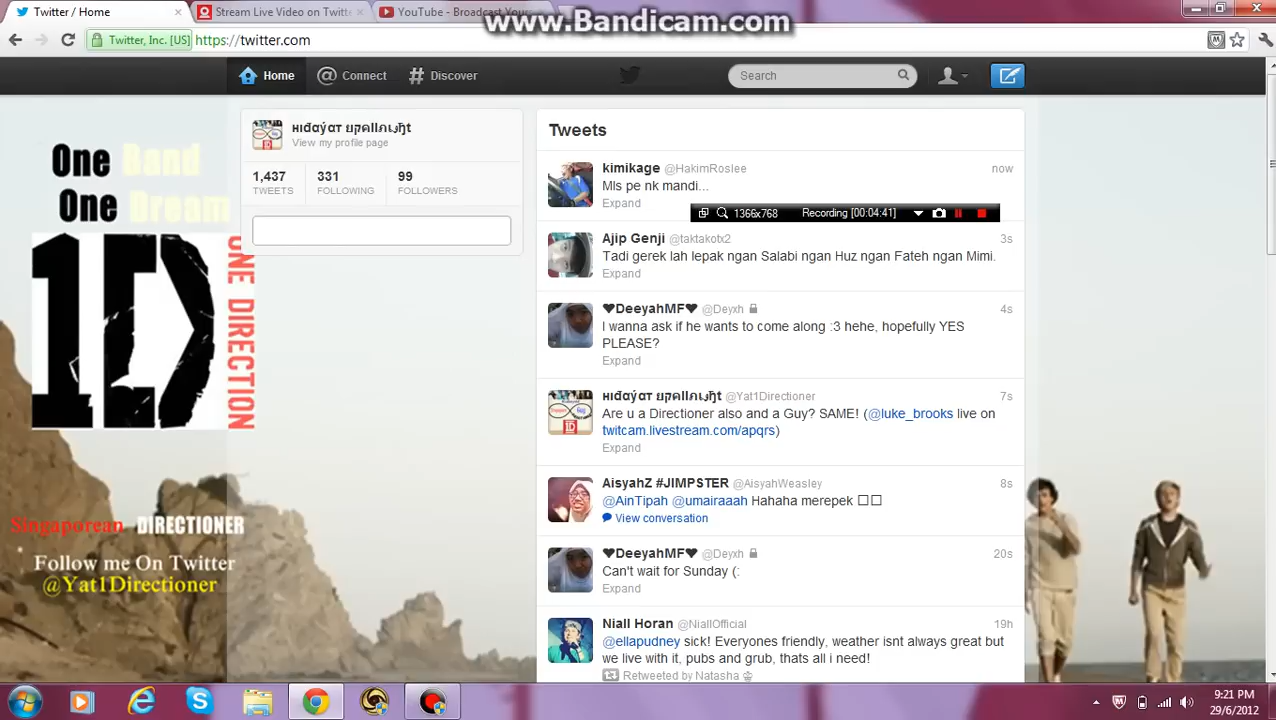 www.Bandicam.com
Twitter / Home
Stream Live Video on Twitte
YouTube - Broadcast Yours
Twitter, Inc. [US]
https://twitter.com
Home
Connect
Discover
Search
View my profile page
1,437
TWEETS
331
FOLLOWING
99
FOLLOWERS
Tweets
kimikage @HakimRoslee
now
Mls pe nk mandi...
Expand
1366x768 Recording [00:04:41]
Ajip Genji @taktakotx2
3s
Tadi gerek lah lepak ngan Salabi ngan Huz ngan Fateh ngan Mimi.
Expand
❤DeeyahMF❤ @Deyxh
4s
I wanna ask if he wants to come along :3 hehe, hopefully YES
PLEASE?
Expand
@Yat1Directioner
7s
Are u a Directioner also and a Guy? SAME! (@luke_brooks live on
twitcam.livestream.com/apqrs)
Expand
AisyahZ #JIMPSTER @AisyahWeasley
8s
@AinTipah @umairaaah Hahaha merepek □□
View conversation
❤DeeyahMF❤ @Deyxh
20s
Can't wait for Sunday (:
Expand
Niall Horan @NiallOfficial
19h
@ellapudney sick! Everyones friendly, weather isnt always great but
we live with it, pubs and grub, thats all i need!
Retweeted by Natasha ♔
One Band
One Dream
1D
ONE DIRECTION
Singaporean DIRECTIONER
Follow me On Twitter
@Yat1Directioner
9:21 PM
29/6/2012